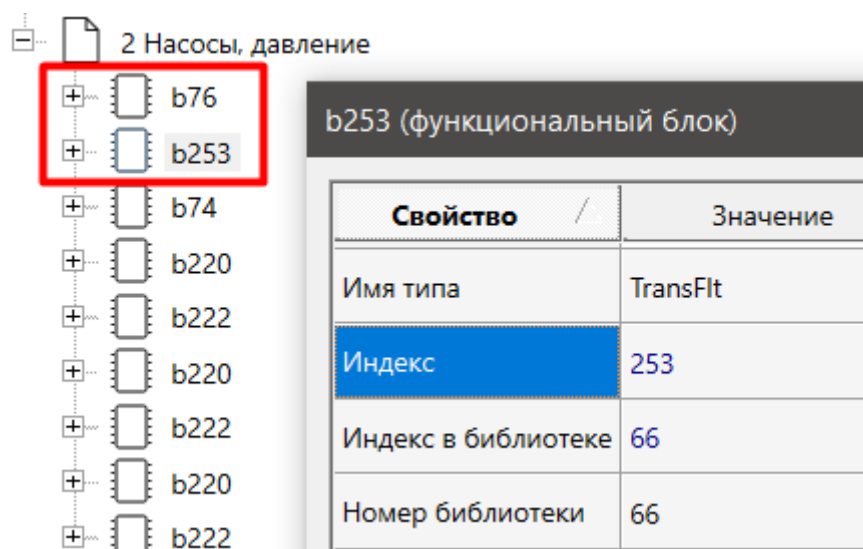 2 Насосы, давление
b76
b253
b74
b220
b222
b220
b222
b220
b222
b253 (функциональный блок)
Свойство Значение
Имя типа TransFlt
Индекс 253
Индекс в библиотеке 66
Номер библиотеки 66